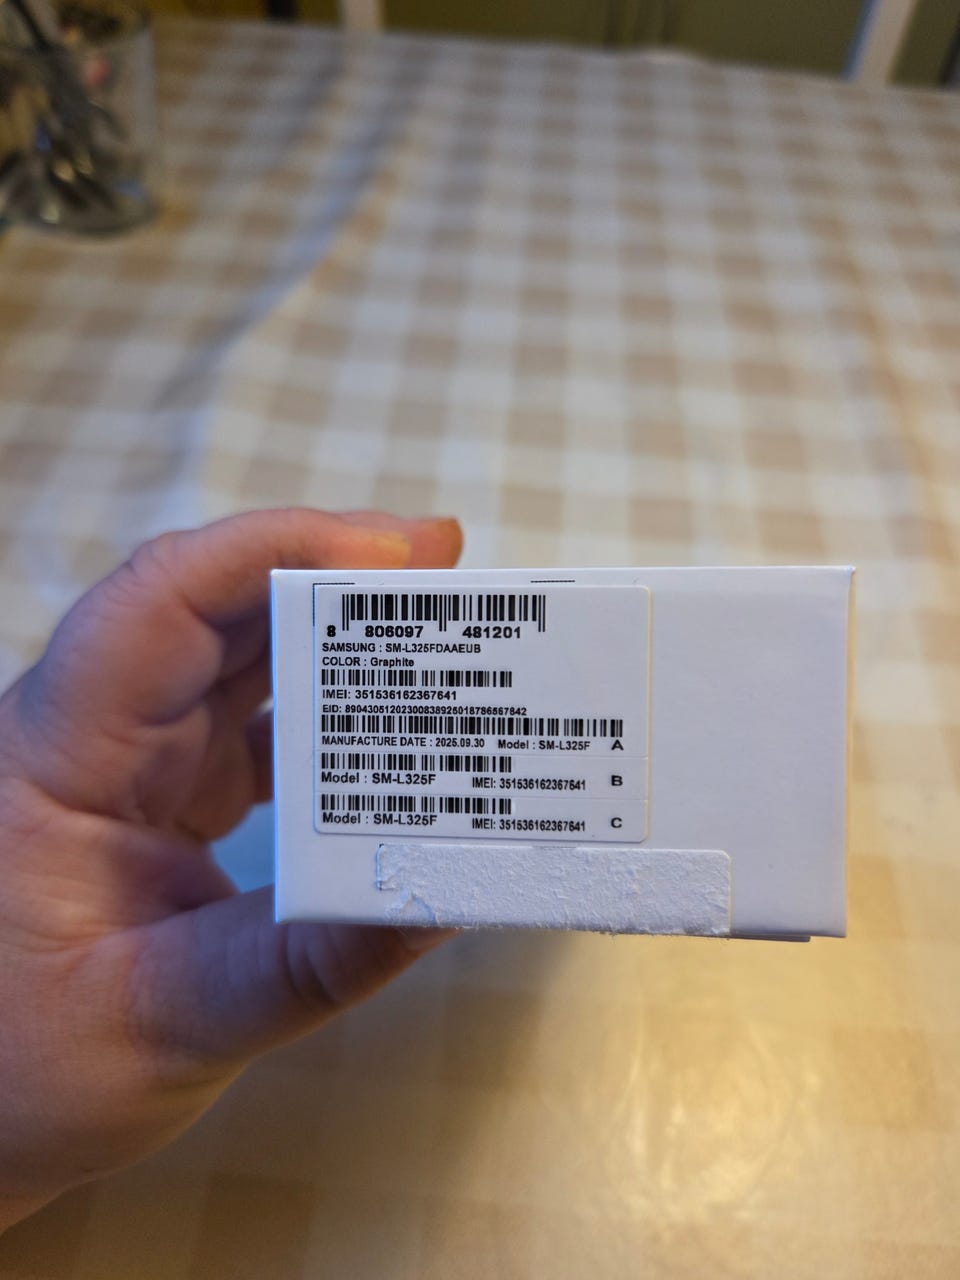 8 806097 481201
SAMSUNG : SM-L325FDAAEUB
COLOR : Graphite
IMEI: 351536162367641
EID: 89043051202300838925018786567642
MANUFACTURE DATE : 2025.09.30 Model : SM-L325F A
Model : SM-L325F IMEI: 351536162367641 B
Model : SM-L325F IMEI: 351536162367641 C